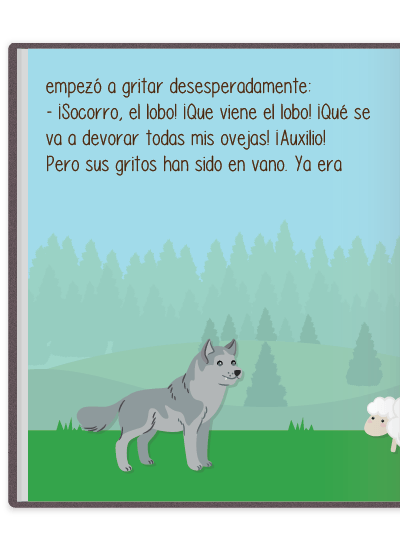 empezó a gritar desesperadamente:
- ¡Socorro, el lobo! ¡Que viene el lobo! ¡Qué se
va a devorar todas mis ovejas! ¡Auxilio!
Pero sus gritos han sido en vano. Ya era